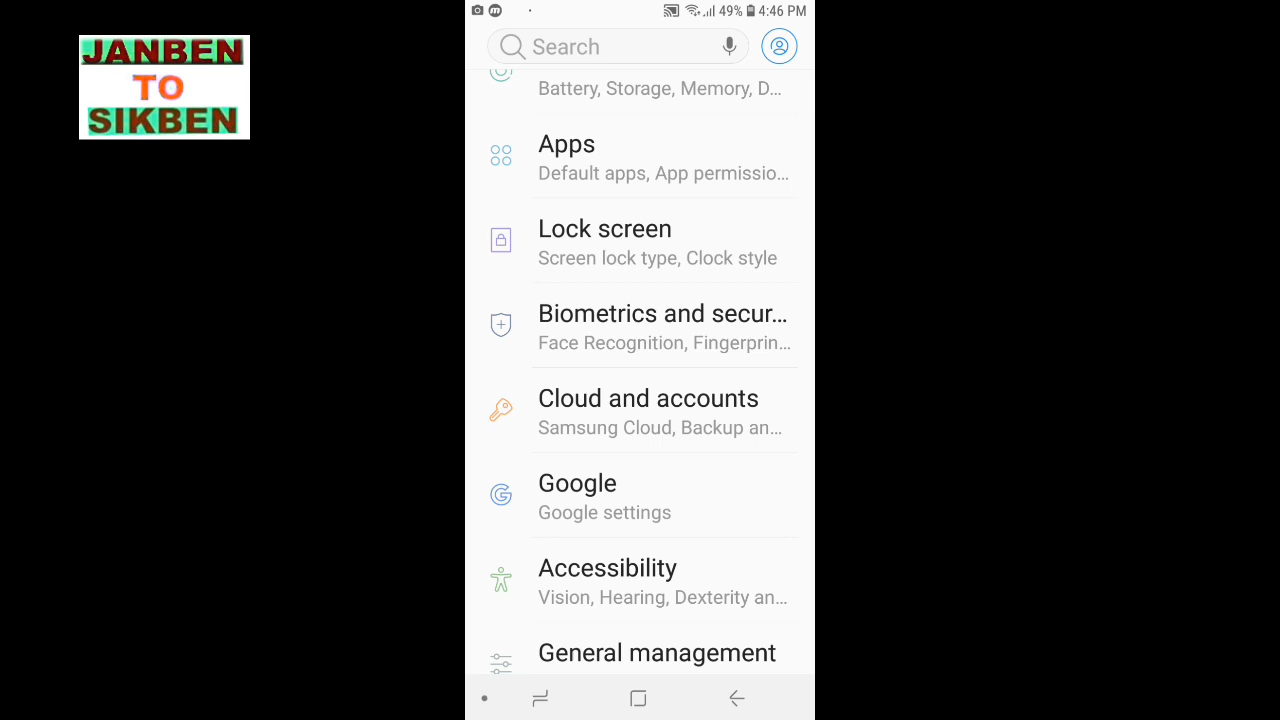 JANBEN
TO
SIKBEN
49% 4:46 PM
Search
Battery, Storage, Memory, D...
Apps
Default apps, App permissio...
Lock screen
Screen lock type, Clock style
Biometrics and secur...
Face Recognition, Fingerprin...
Cloud and accounts
Samsung Cloud, Backup an...
Google
Google settings
Accessibility
Vision, Hearing, Dexterity an...
General management